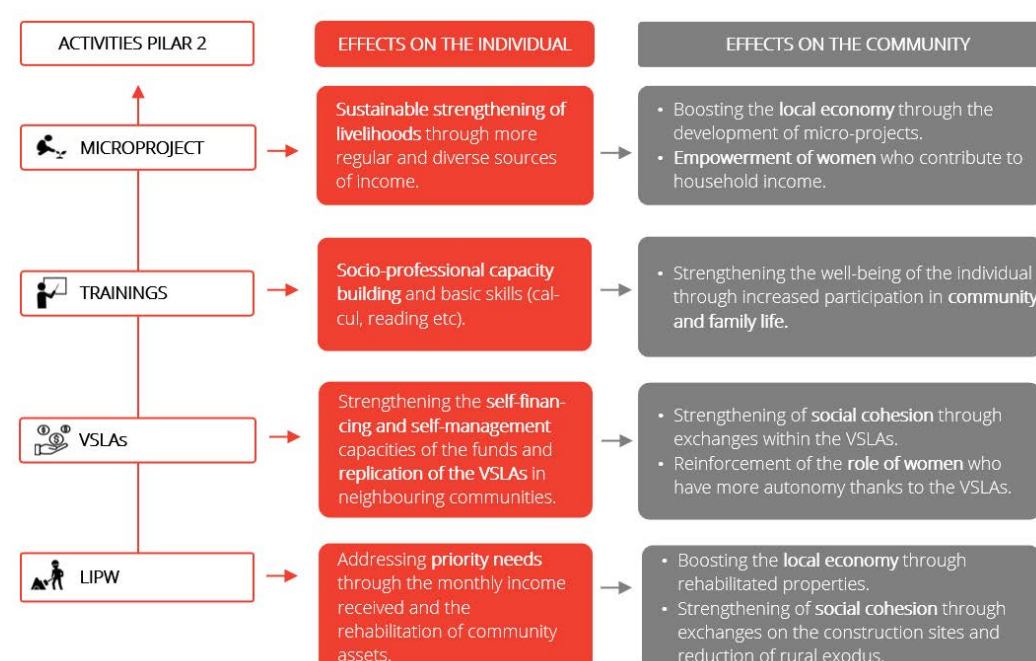 ACTIVITIES PILAR 2
EFFECTS ON THE INDIVIDUAL
EFFECTS ON THE COMMUNITY
MICROPROJECT
Sustainable strengthening of
livelihoods through more
regular and diverse sources
of income.
• Boosting the local economy through the
development of micro-projects.
• Empowerment of women who contribute to
household income.
TRAININGS
Socio-professional capacity
building and basic skills (cal-
cul, reading etc).
• Strengthening the well-being of the individual
through increased participation in community
and family life.
VSLAs
Strengthening the self-finan-
cing and self-management
capacities of the funds and
replication of the VSLAs in
neighbouring communities.
• Strengthening of social cohesion through
exchanges within the VSLAs.
• Reinforcement of the role of women who
have more autonomy thanks to the VSLAs.
LIPW
Addressing priority needs
through the monthly income
received and the
rehabilitation of community
assets.
• Boosting the local economy through
rehabilitated properties.
• Strengthening of social cohesion through
exchanges on the construction sites and
reduction of rural exodus.